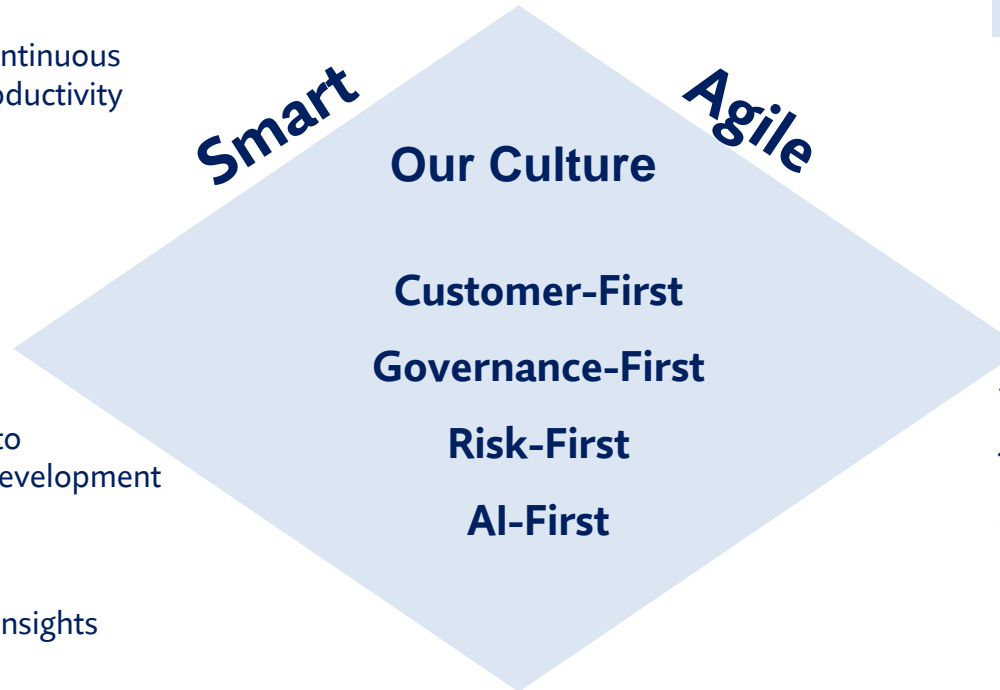 ntinuous
oductivity
Smart
Agile
Our Culture
Customer-First
Governance-First
Risk-First
AI-First
to
evelopment
nsights